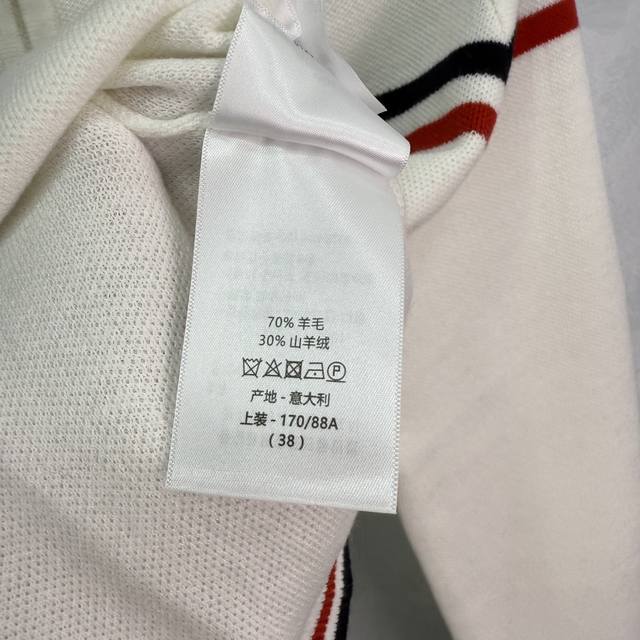 70% 羊毛
30% 山羊绒
产地 - 意大利
上装 - 170/88A
( 38 )